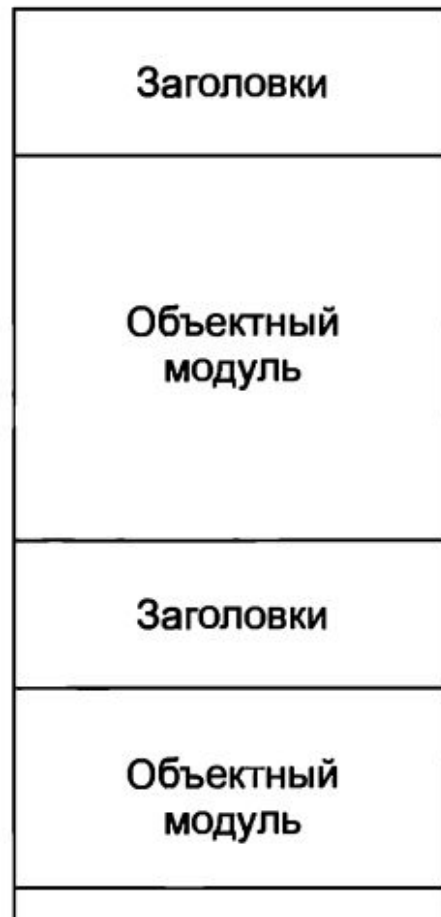 Заголовки
Объектный
модуль
Заголовки
Объектный
модуль